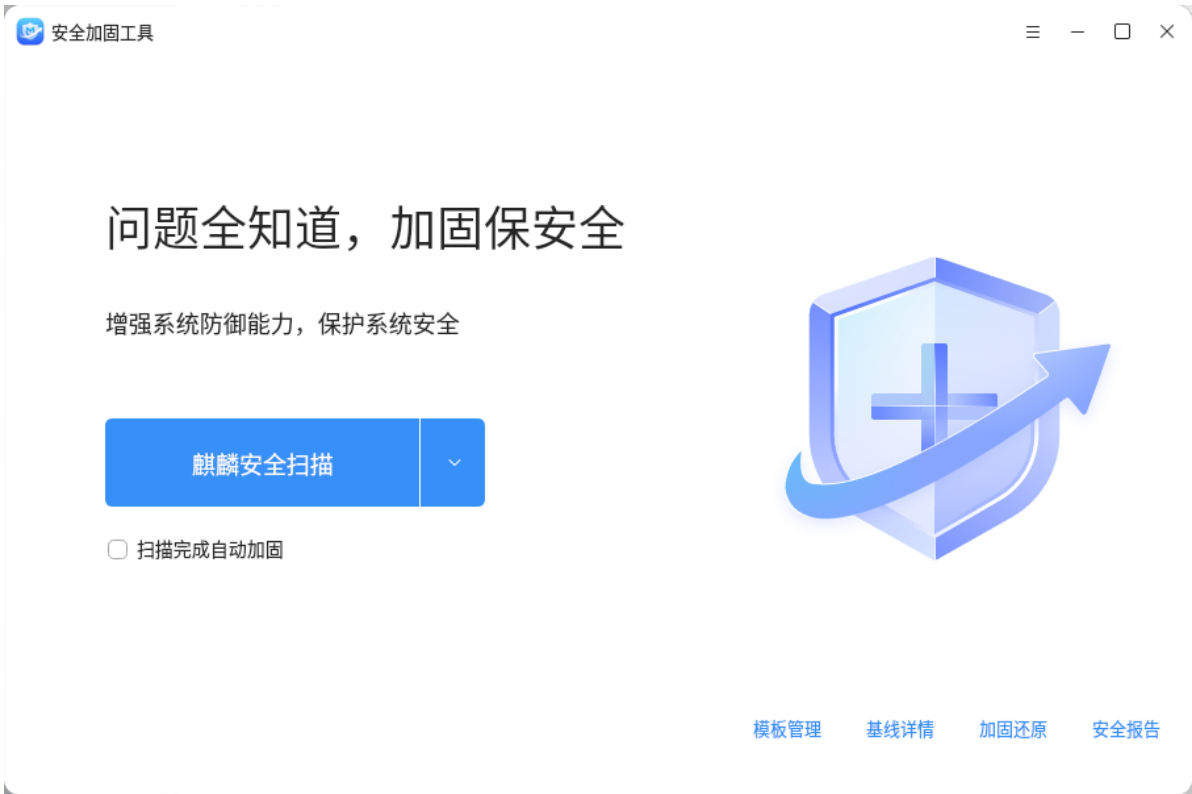 安全加固工具
问题全知道，加固保安全
增强系统防御能力，保护系统安全
麒麟安全扫描
扫描完成自动加固
模板管理 基线详情 加固还原 安全报告